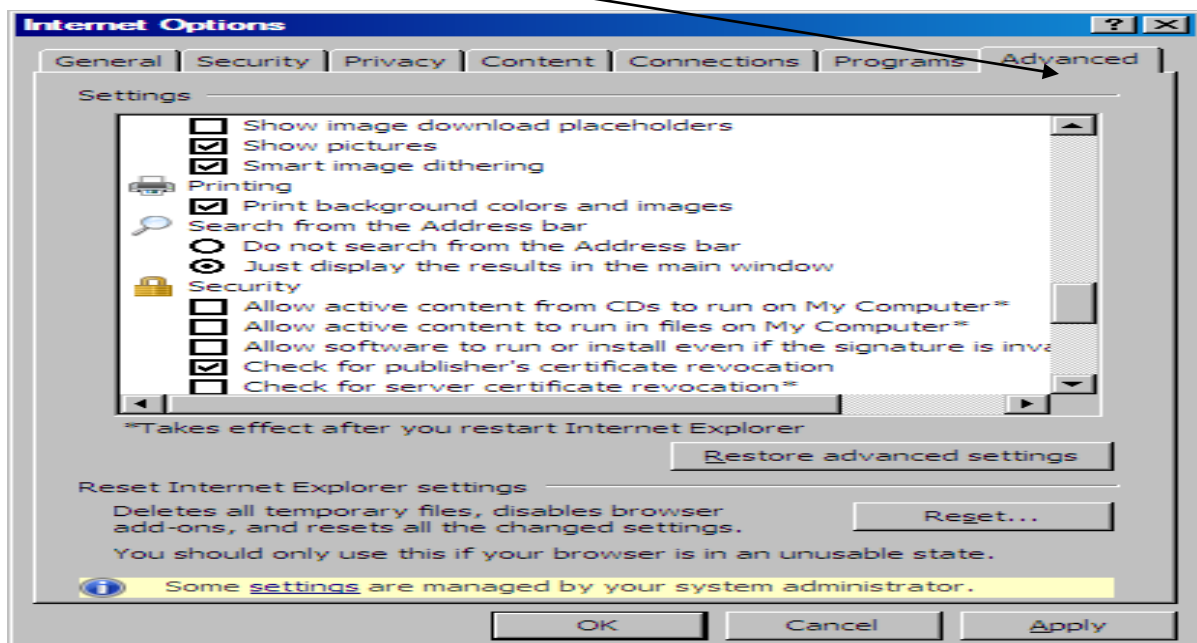 Internet Options
General Security Privacy Content Connections Programs Advanced
Settings
Show image download placeholders
Show pictures
Smart image dithering
Printing
Print background colors and images
Search from the Address bar
Do not search from the Address bar
Just display the results in the main window
Security
Allow active content from CDs to run on My Computer*
Allow active content to run in files on My Computer*
Allow software to run or install even if the signature is inva
Check for publisher's certificate revocation
Check for server certificate revocation*
*Takes effect after you restart Internet Explorer
Restore advanced settings
Reset Internet Explorer settings
Deletes all temporary files, disables browser
add-ons, and resets all the changed settings.
Reset...
You should only use this if your browser is in an unusable state.
Some settings are managed by your system administrator.
OK Cancel Apply